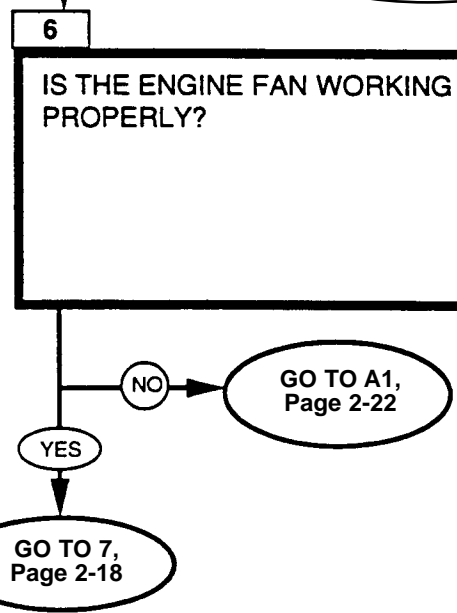 6
IS THE ENGINE FAN WORKING
PROPERLY?
NO
GO TO A1,
Page 2-22
YES
GO TO 7,
Page 2-18